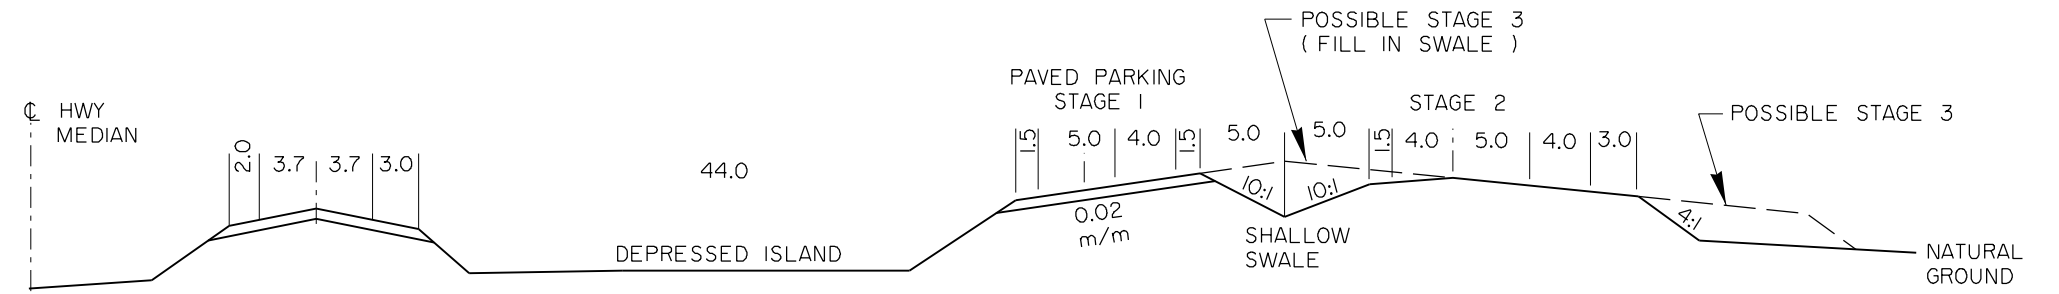 POSSIBLE STAGE 3
( FILL IN SWALE )
PAVED PARKING
STAGE 1
STAGE 2
POSSIBLE STAGE 3
℄ HWY
MEDIAN
2.0 3.7 3.7 3.0
44.0
1.5 5.0 4.0 1.5 5.0 5.0 1.5 4.0 5.0 4.0 3.0
10:1 10:1
0.02
m/m
4:1
SHALLOW
SWALE
DEPRESSED ISLAND
NATURAL
GROUND